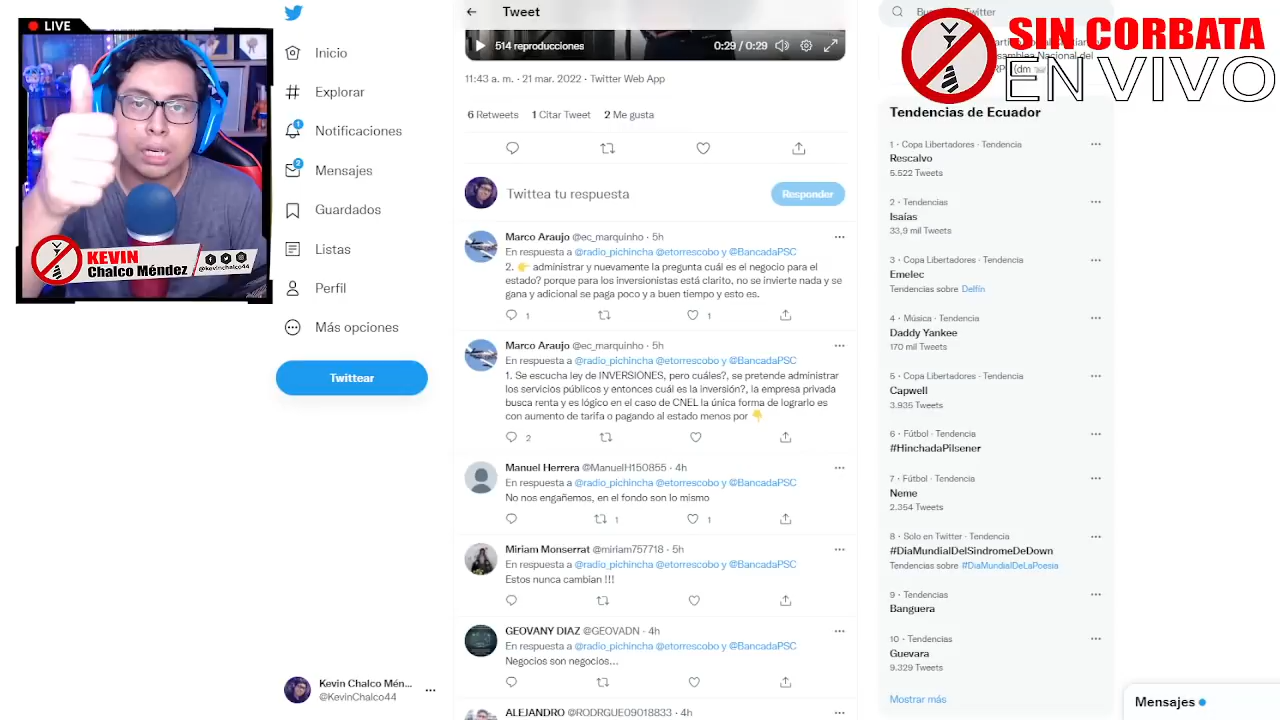 LIVE
KEVIN
Chalco Méndez
@kevinchalco44
Inicio
Explorar
1
Notificaciones
2
Mensajes
Guardados
Listas
Perfil
Más opciones
Twittear
Kevin Chalco Mén...
@KevinChalco44
Tweet
514 reproducciones
0:29 / 0:29
11:43 a. m. · 21 mar. 2022 · Twitter Web App
6 Retweets 1 Citar Tweet 2 Me gusta
Twittea tu respuesta
Responder
Marco Araujo @ec_marquinho · 5h
En respuesta a @radio_pichincha @etorrescobo y @BancadaPSC
2. 👉 administrar y nuevamente la pregunta cuál es el negocio para el
estado? porque para los inversionistas está clarito, no se invierte nada y se
gana y adicional se paga poco y a buen tiempo y esto es.
1 1
Marco Araujo @ec_marquinho · 5h
En respuesta a @radio_pichincha @etorrescobo y @BancadaPSC
1. Se escucha ley de INVERSIONES, pero cuáles?, se pretende administrar
los servicios públicos y entonces cuál es la inversión?, la empresa privada
busca renta y es lógico en el caso de CNEL la única forma de lograrlo es
con aumento de tarifa o pagando al estado menos por 👇
2
Manuel Herrera @ManuelH150855 · 4h
En respuesta a @radio_pichincha @etorrescobo y @BancadaPSC
No nos engañemos, en el fondo son lo mismo
1 1
Miriam Monserrat @miriam757718 · 5h
En respuesta a @radio_pichincha @etorrescobo y @BancadaPSC
Estos nunca cambian !!!
GEOVANY DIAZ @GEOVADN · 4h
En respuesta a @radio_pichincha @etorrescobo y @BancadaPSC
Negocios son negocios...
ALEJANDRO @RODRGUE09018833 · 4h
SIN CORBATA
EN VIVO
Tendencias de Ecuador
1 · Copa Libertadores · Tendencia
Rescalvo
5.522 Tweets
2 · Tendencias
Isaías
33,9 mil Tweets
3 · Copa Libertadores · Tendencia
Emelec
Tendencias sobre Delfín
4 · Música · Tendencia
Daddy Yankee
170 mil Tweets
5 · Copa Libertadores · Tendencia
Capwell
3.935 Tweets
6 · Fútbol · Tendencia
#HinchadaPilsener
7 · Fútbol · Tendencia
Neme
2.354 Tweets
8 · Solo en Twitter · Tendencia
#DiaMundialDelSindromeDeDown
Tendencias sobre #DiaMundialDeLaPoesia
9 · Tendencias
Banguera
10 · Tendencias
Guevara
9.329 Tweets
Mostrar más
Mensajes